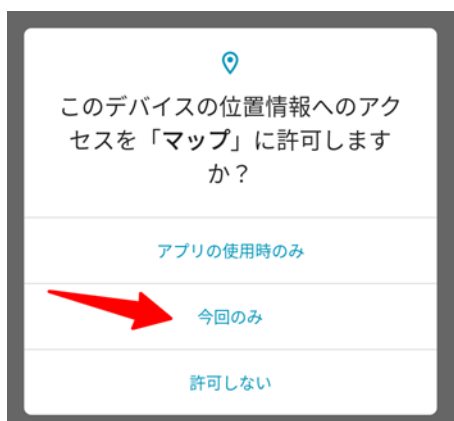 このデバイスの位置情報へのアク
セスを「マップ」に許可します
か？
アプリの使用時のみ
今回のみ
許可しない